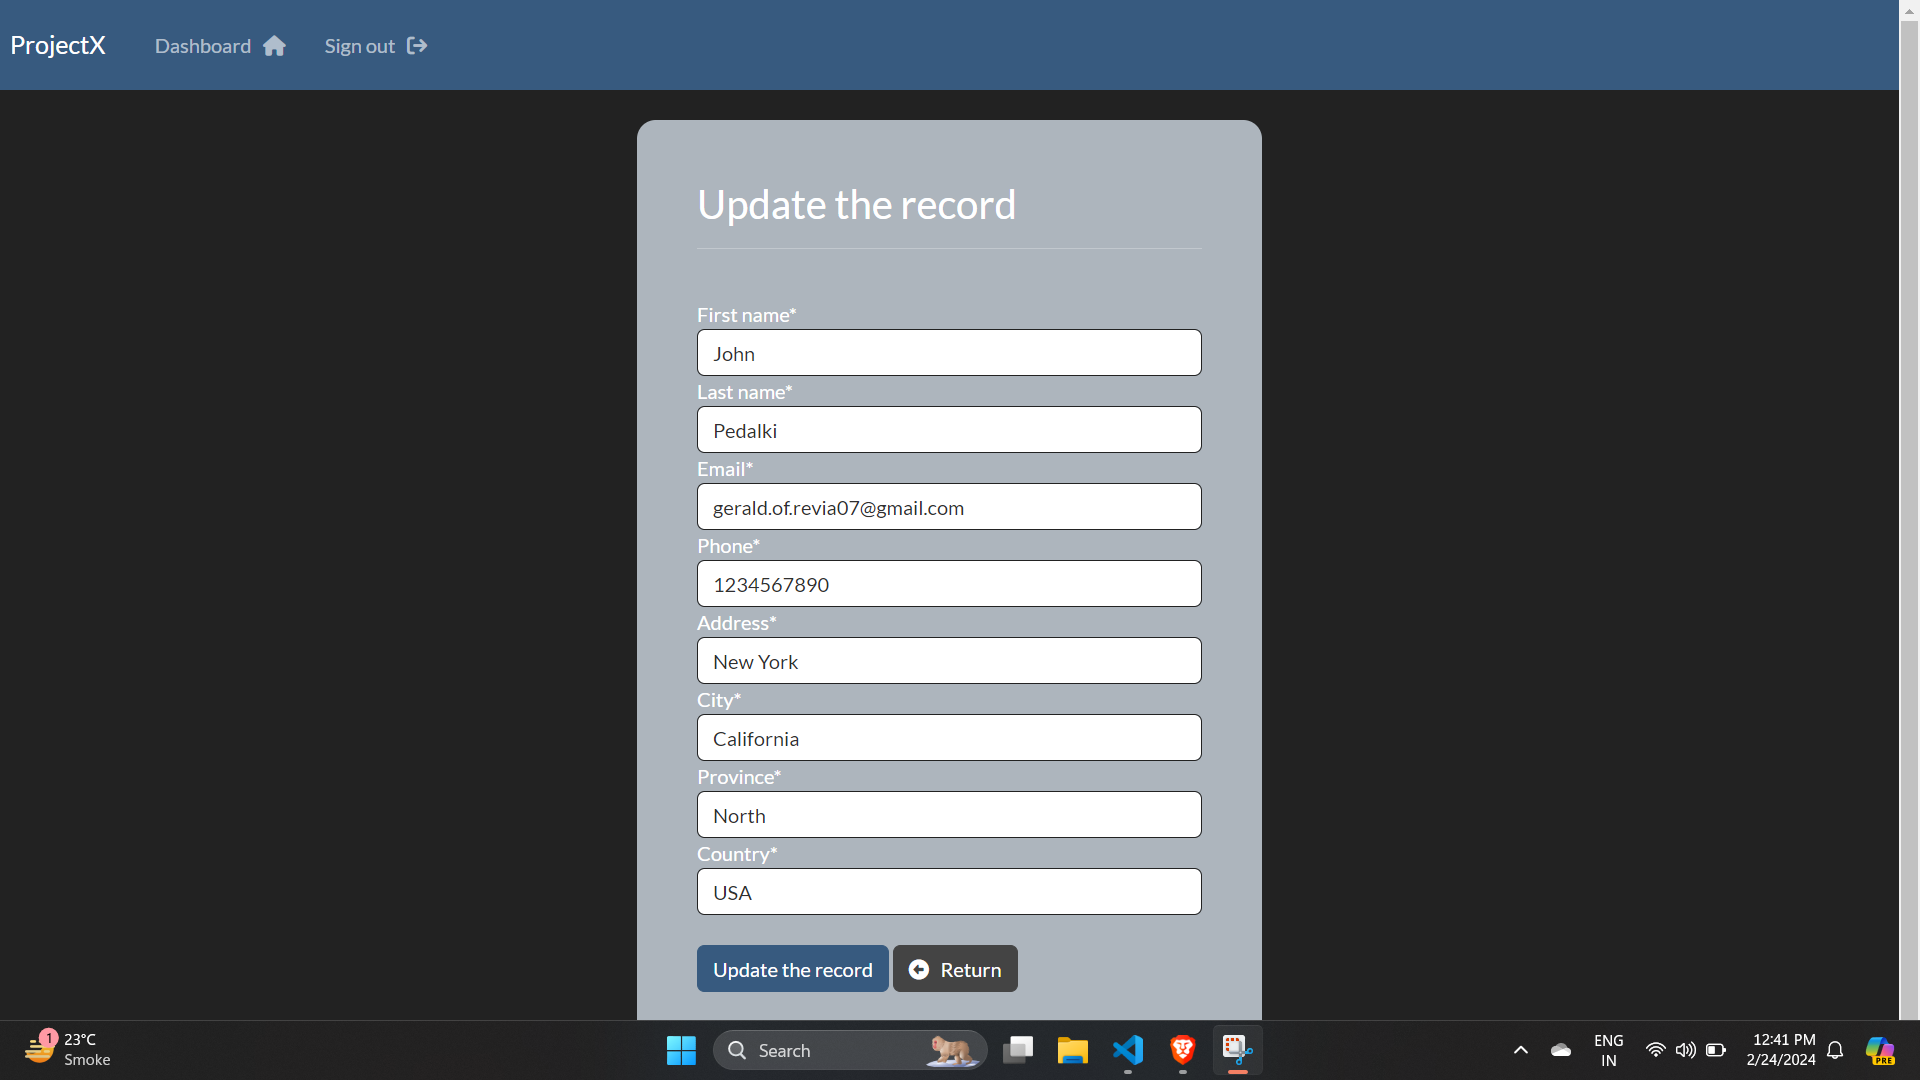 ProjectX Dashboard Sign out
Update the record
First name*
John
Last name*
Pedalki
Email*
gerald.of.revia07@gmail.com
Phone*
1234567890
Address*
New York
City*
California
Province*
North
Country*
USA
Update the record Return
1 23°C
Smoke
Search
ENG
IN
12:41 PM
2/24/2024
PRE